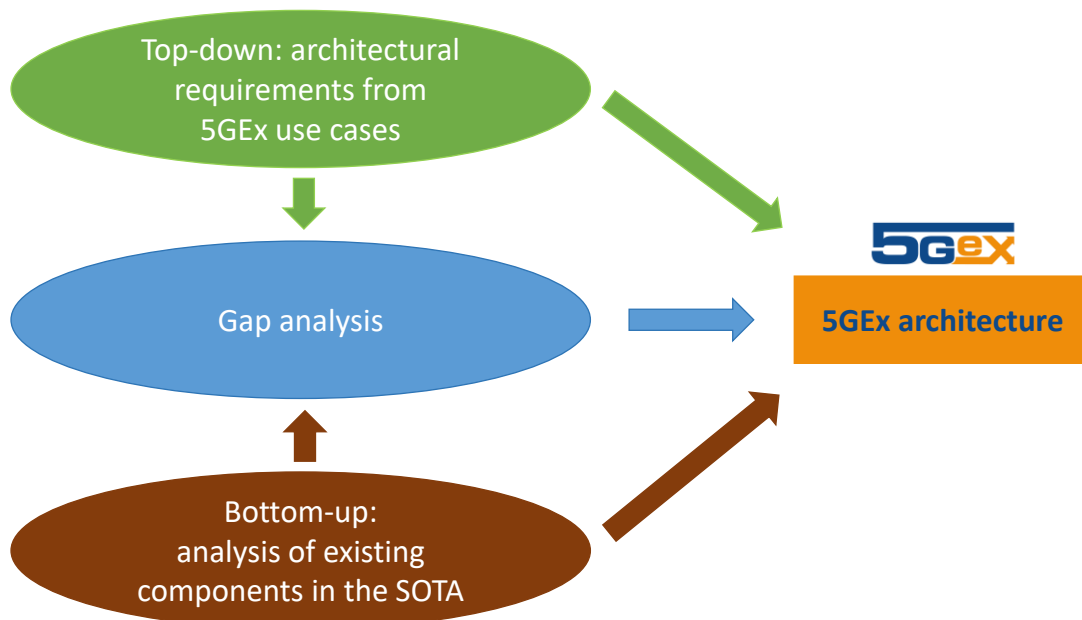 Top-down: architectural
requirements from
5GEx use cases
5Gex
Gap analysis
5GEx architecture
Bottom-up:
analysis of existing
components in the SOTA